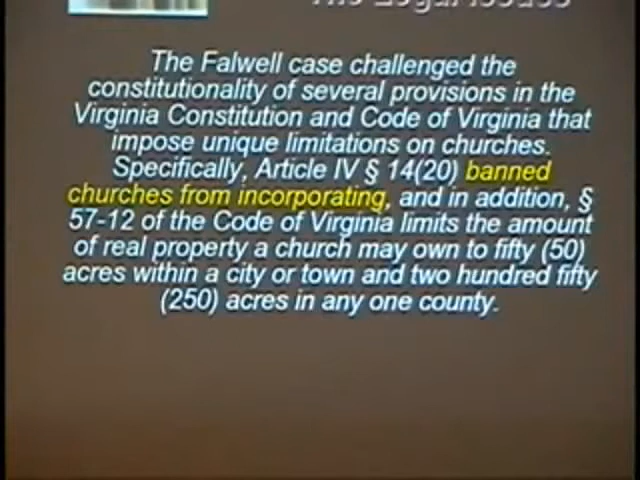 The Legal Issues
The Falwell case challenged the
constitutionality of several provisions in the
Virginia Constitution and Code of Virginia that
impose unique limitations on churches.
Specifically, Article IV § 14(20) banned
churches from incorporating, and in addition, §
57-12 of the Code of Virginia limits the amount
of real property a church may own to fifty (50)
acres within a city or town and two hundred fifty
(250) acres in any one county.